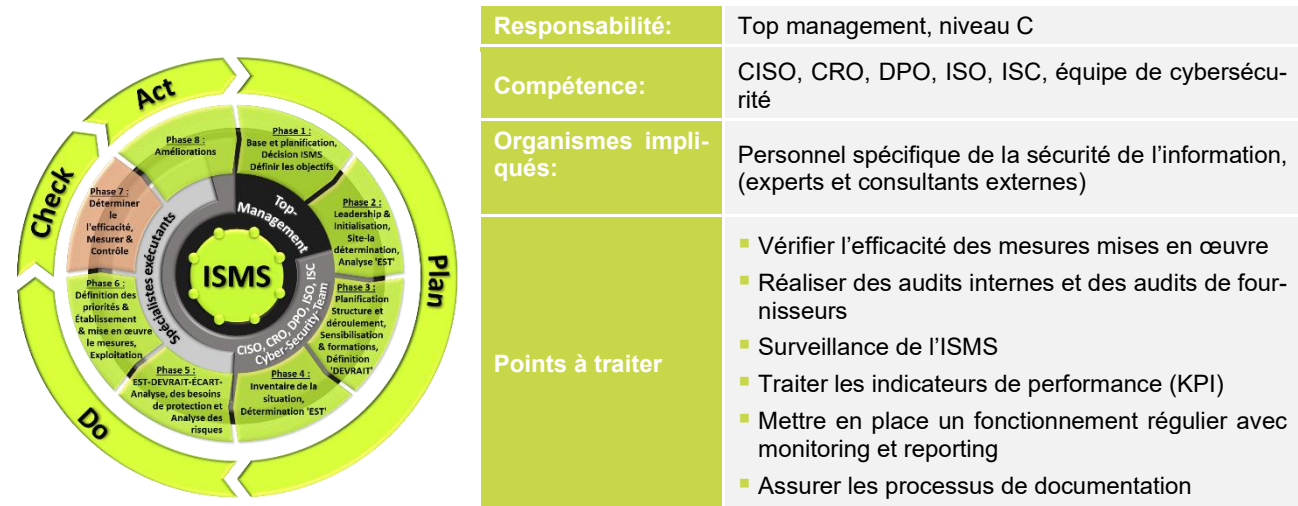 Act
Check
Do
Plan
Phase 1 :
Base et planification,
Décision ISMS
Définir les objectifs
Phase 2 :
Leadership &
Initialisation,
Site-la
détermination,
Analyse 'EST'
Phase 3 :
Planification
Structure et
déroulement,
Sensibilisation
& formations,
Définition
'DEVRAIT'
Phase 4 :
Inventaire de la
situation,
Détermination 'EST'
Phase 5 :
EST-DEVRAIT-ÉCART-
Analyse, des besoins
de protection et
Analyse des
risques
Phase 6 :
Définition des
priorités &
Établissement
& mise en œuvre
le mesures,
Exploitation
Phase 7 :
Déterminer
le
l'efficacité,
Mesurer &
Contrôle
Phase 8 :
Améliorations
Top-
Management
CISO, CRO, DPO, ISO, ISC
Cyber-Security-Team
Spécialistes exécutants
ISMS
Responsabilité:
Top management, niveau C
Compétence:
CISO, CRO, DPO, ISO, ISC, équipe de cybersécu-
rité
Organismes impli-
qués:
Personnel spécifique de la sécurité de l’information,
(experts et consultants externes)
Points à traiter
▪ Vérifier l’efficacité des mesures mises en œuvre
▪ Réaliser des audits internes et des audits de four-
nisseurs
▪ Surveillance de l’ISMS
▪ Traiter les indicateurs de performance (KPI)
▪ Mettre en place un fonctionnement régulier avec
monitoring et reporting
▪ Assurer les processus de documentation